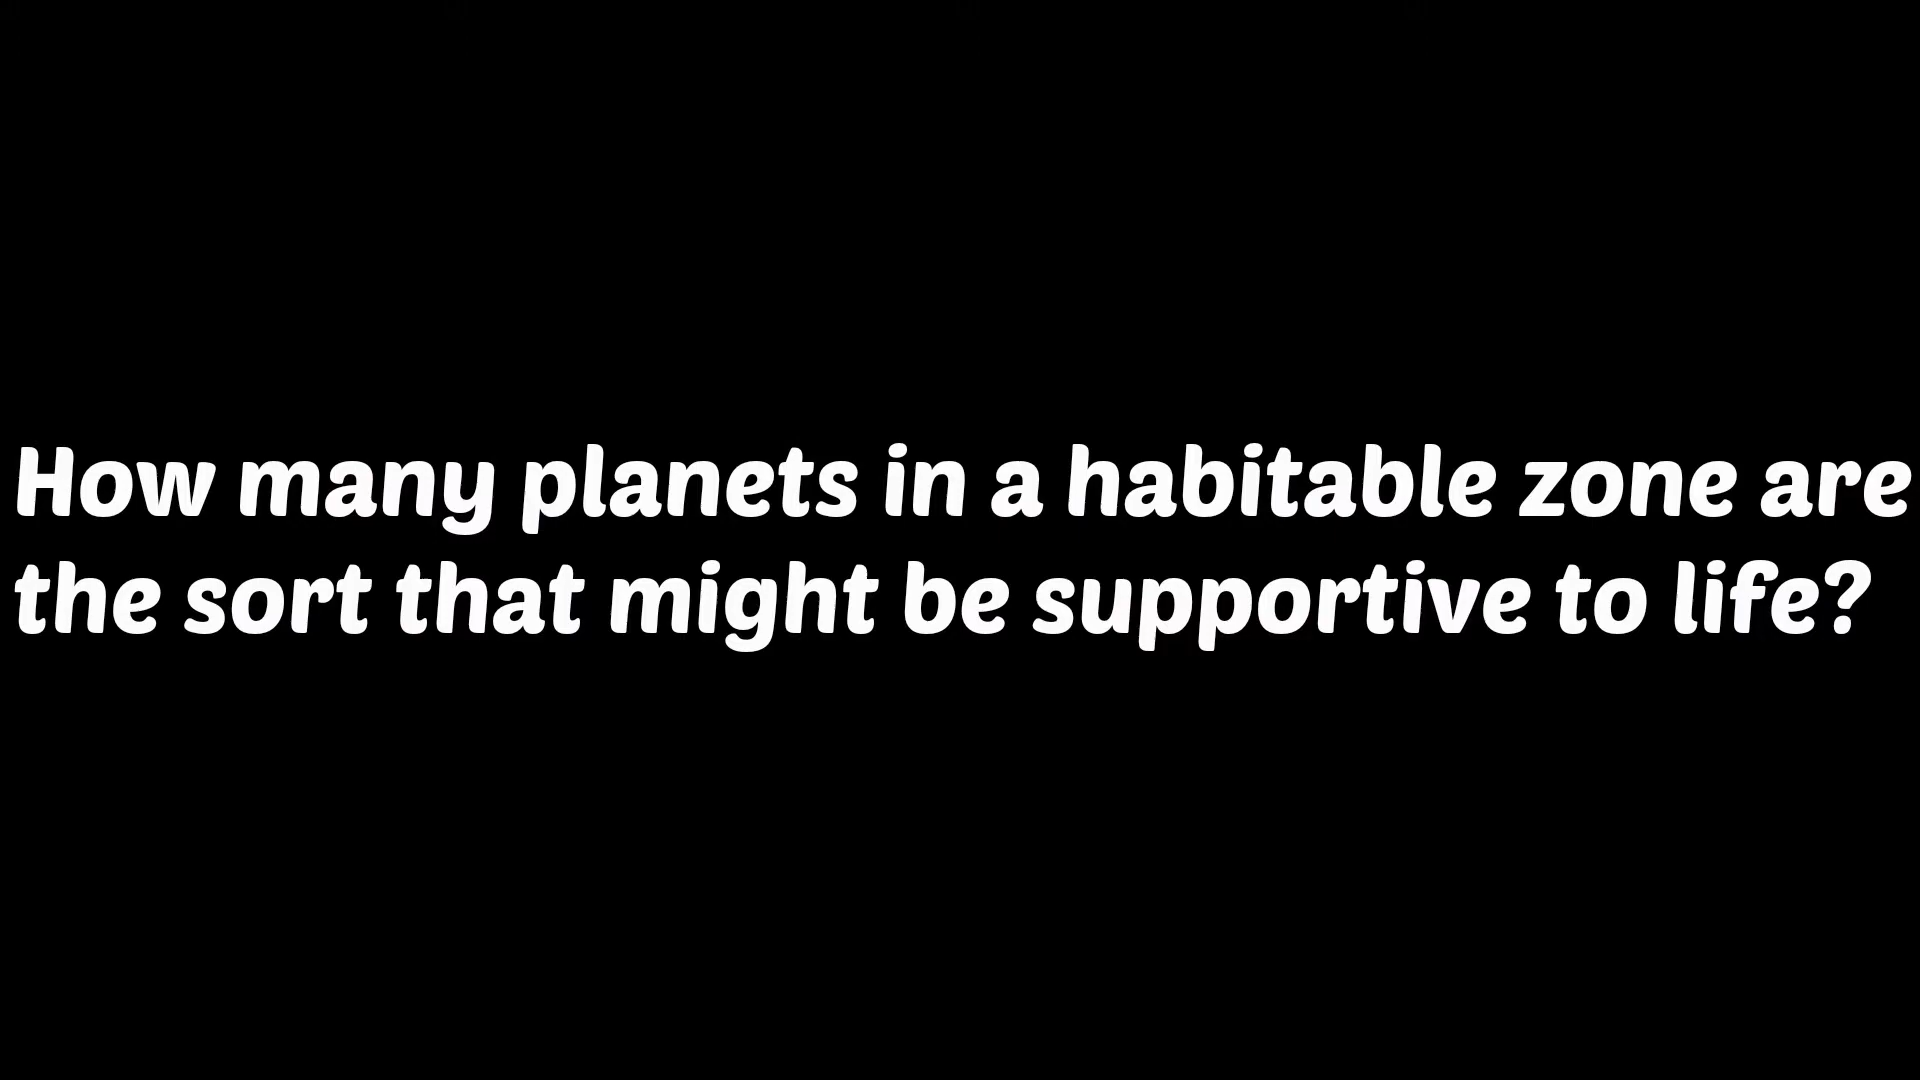 How many planets in a habitable zone are
the sort that might be supportive to life?